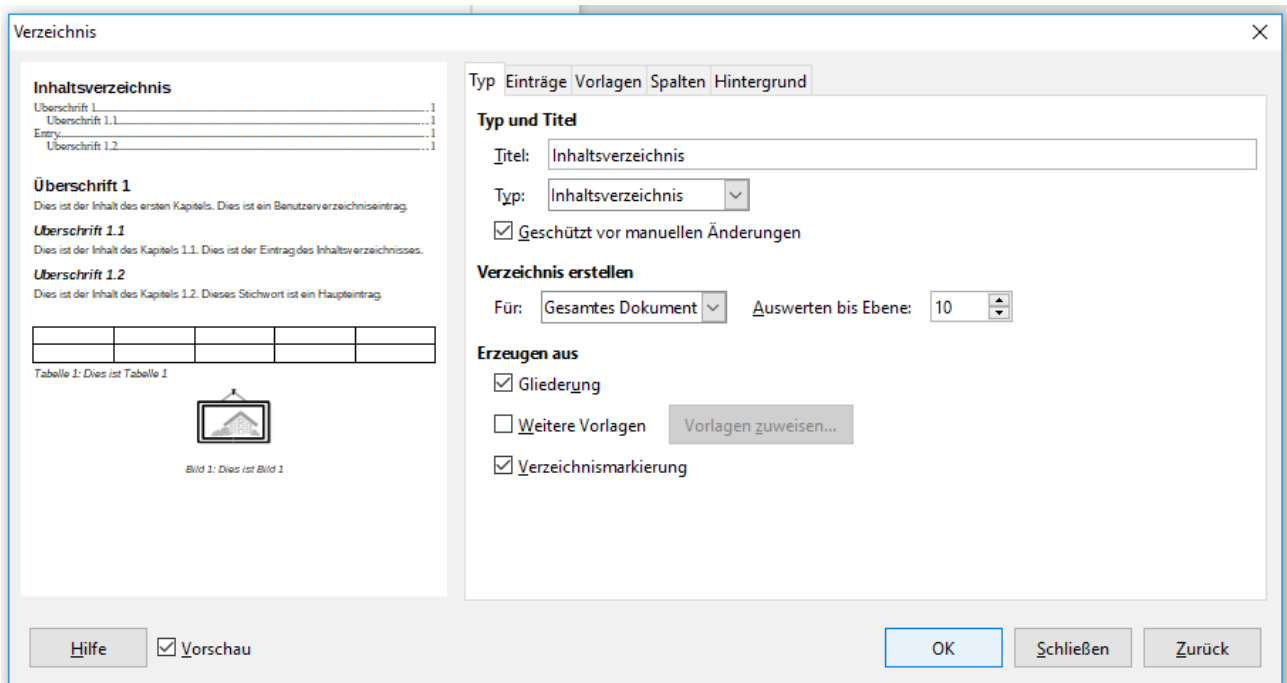 Verzeichnis
Inhaltsverzeichnis
Überschrift 1 1
Überschrift 1.1 1
Entry 1
Überschrift 1.2 1
Überschrift 1
Dies ist der Inhalt des ersten Kapitels. Dies ist ein Benutzerverzeichniseintrag.
Überschrift 1.1
Dies ist der Inhalt des Kapitels 1.1. Dies ist der Eintrag des Inhaltsverzeichnisses.
Überschrift 1.2
Dies ist der Inhalt des Kapitels 1.2. Dieses Stichwort ist ein Haupteintrag.
Tabelle 1: Dies ist Tabelle 1
Bild 1: Dies ist Bild 1
Typ Einträge Vorlagen Spalten Hintergrund
Typ und Titel
Titel: Inhaltsverzeichnis
Typ: Inhaltsverzeichnis
Geschützt vor manuellen Änderungen
Verzeichnis erstellen
Für: Gesamtes Dokument Auswerten bis Ebene: 10
Erzeugen aus
Gliederung
Weitere Vorlagen Vorlagen zuweisen...
Verzeichnismarkierung
Hilfe Vorschau OK Schließen Zurück